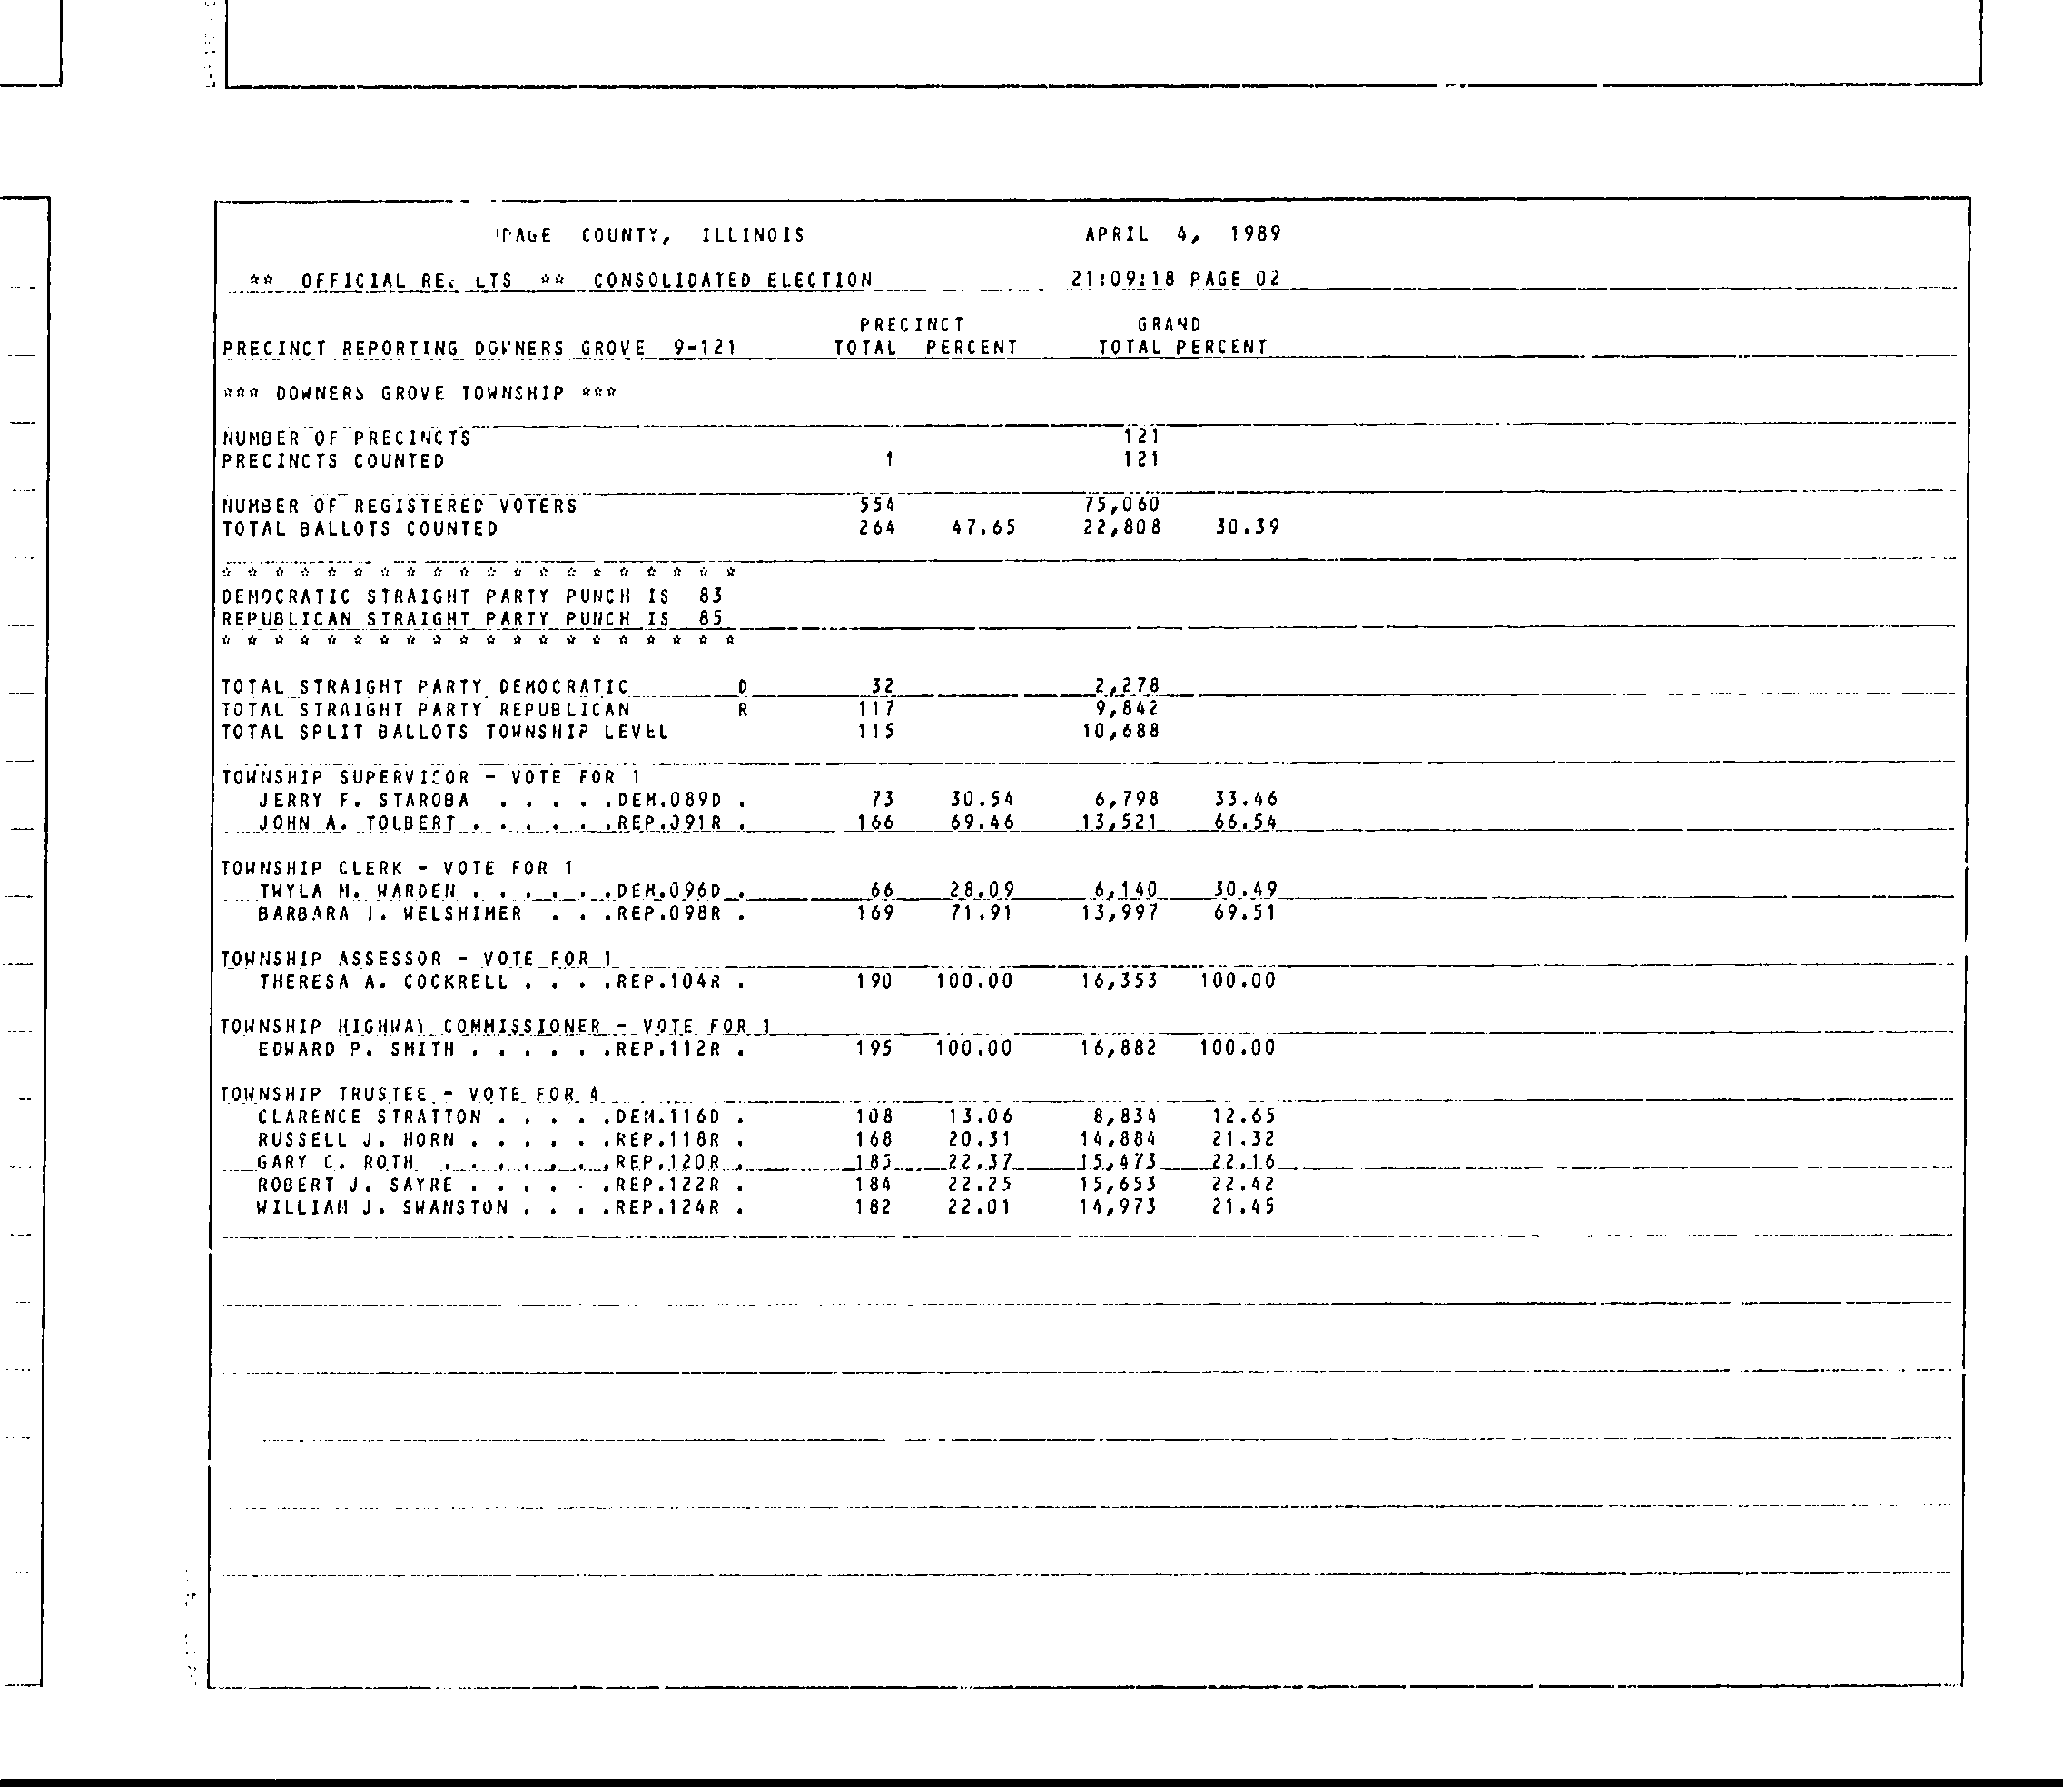 PAGE COUNTY, ILLINOIS APRIL 4, 1989
** OFFICIAL RE LTS ** CONSOLIDATED ELECTION 21:09:18 PAGE 02
PRECINCT GRAND
PRECINCT REPORTING DOWNERS GROVE 9-121 TOTAL PERCENT TOTAL PERCENT
*** DOWNERS GROVE TOWNSHIP ***
NUMBER OF PRECINCTS 121
PRECINCTS COUNTED 1 121
NUMBER OF REGISTERED VOTERS 554 75,060
TOTAL BALLOTS COUNTED 264 47.65 22,808 30.39
* * * * * * * * * * * * * * * * * * * *
DEMOCRATIC STRAIGHT PARTY PUNCH IS 83
REPUBLICAN STRAIGHT PARTY PUNCH IS 85
* * * * * * * * * * * * * * * * * * * *
TOTAL STRAIGHT PARTY DEMOCRATIC D 32 2,278
TOTAL STRAIGHT PARTY REPUBLICAN R 117 9,842
TOTAL SPLIT BALLOTS TOWNSHIP LEVEL 115 10,688
TOWNSHIP SUPERVISOR - VOTE FOR 1
JERRY F. STAROBA . . . . .DEM.089D . 73 30.54 6,798 33.46
JOHN A. TOLBERT . . . . . .REP.091R . 166 69.46 13,521 66.54
TOWNSHIP CLERK - VOTE FOR 1
TWYLA M. WARDEN . . . . . .DEM.096D . 66 28.09 6,140 30.49
BARBARA J. WELSHIMER . . .REP.098R . 169 71.91 13,997 69.51
TOWNSHIP ASSESSOR - VOTE FOR 1
THERESA A. COCKRELL . . . .REP.104R . 190 100.00 16,353 100.00
TOWNSHIP HIGHWAY COMMISSIONER - VOTE FOR 1
EDWARD P. SMITH . . . . . .REP.112R . 195 100.00 16,882 100.00
TOWNSHIP TRUSTEE - VOTE FOR 4
CLARENCE STRATTON . . . . .DEM.116D . 108 13.06 8,834 12.65
RUSSELL J. HORN . . . . . .REP.118R . 168 20.31 14,884 21.32
GARY C. ROTH . . . . . . .REP.120R . 185 22.37 15,473 22.16
ROBERT J. SAYRE . . . . . .REP.122R . 184 22.25 15,653 22.42
WILLIAM J. SWANSTON . . . .REP.124R . 182 22.01 14,973 21.45